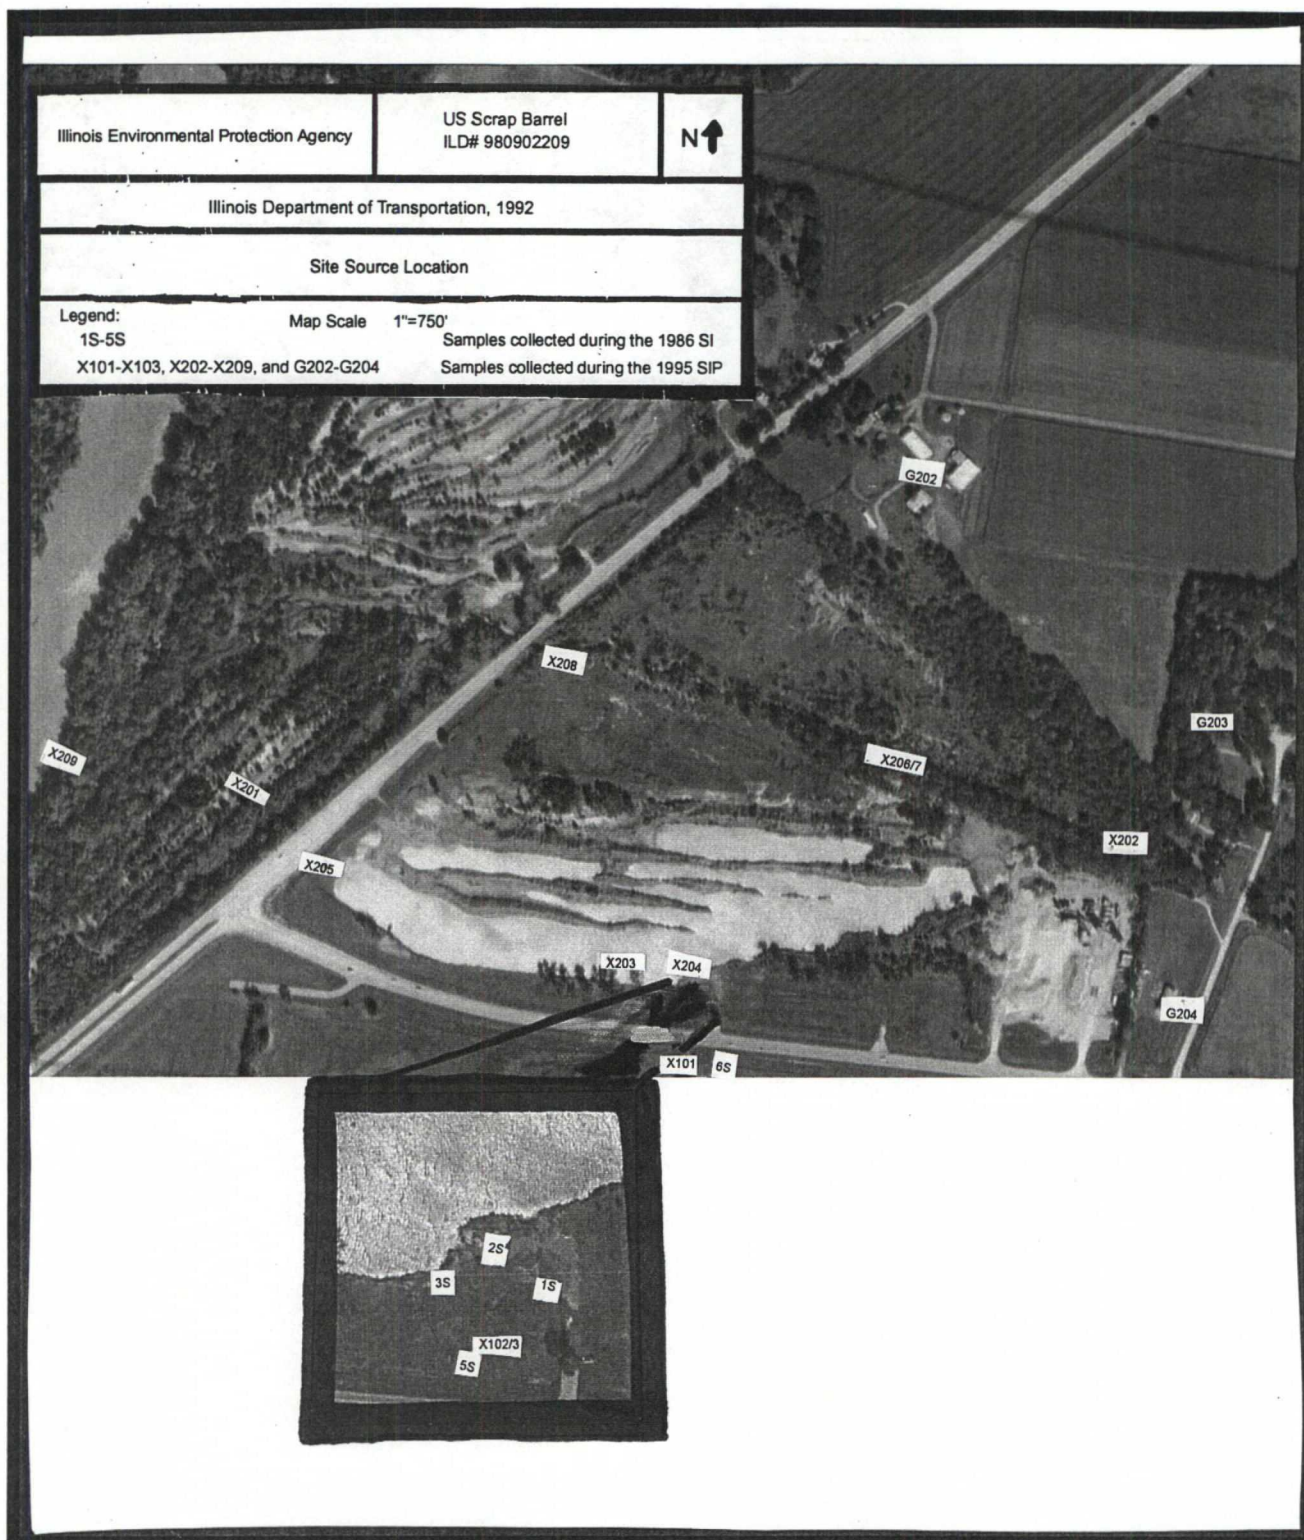 Illinois Environmental Protection Agency
US Scrap Barrel
ILD# 980902209
N
Illinois Department of Transportation, 1992
Site Source Location
Legend:
Map Scale 1"=750'
1S-5S Samples collected during the 1986 SI
X101-X103, X202-X209, and G202-G204 Samples collected during the 1995 SIP
G202
X208
G203
X209
X206/7
X201
X202
X205
X203
X204
G204
X101
6S
2S
3S
1S
X102/3
5S